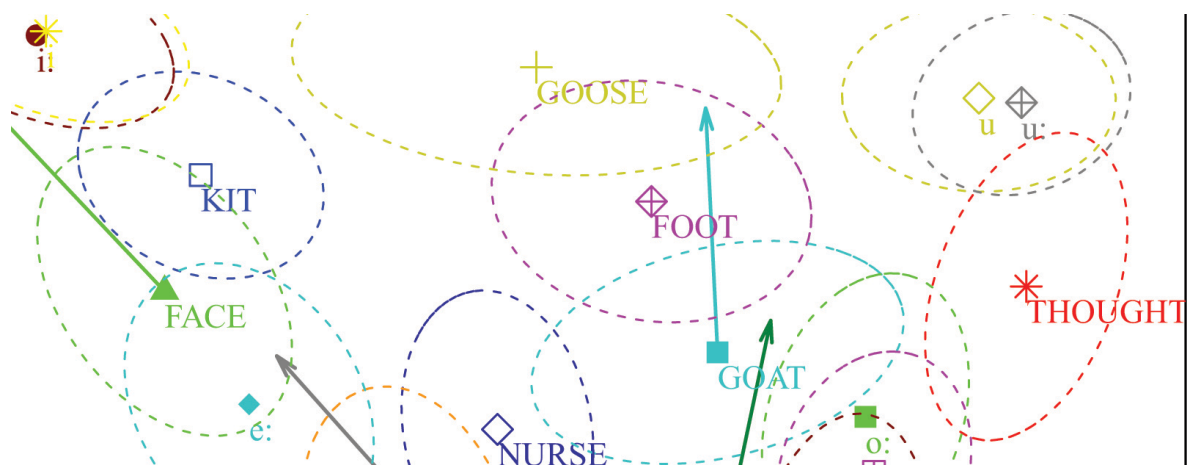 i:
i
GOOSE
u
u:
KIT
FOOT
FACE
THOUGHT
GOAT
e:
o:
NURSE